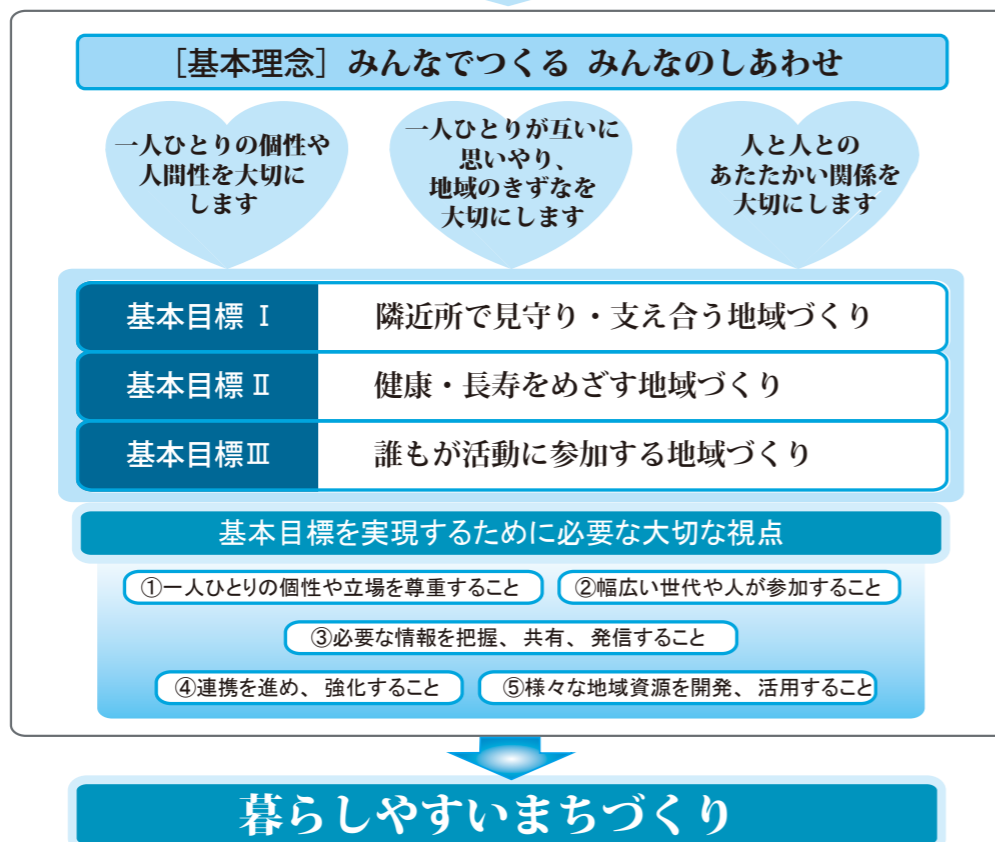 ［基本理念］みんなでつくる みんなのしあわせ
一人ひとりの個性や
人間性を大切に
します
一人ひとりが互いに
思いやり、
地域のきずなを
大切にします
人と人との
あたたかい関係を
大切にします
基本目標 Ⅰ 隣近所で見守り・支え合う地域づくり
基本目標 Ⅱ 健康・長寿をめざす地域づくり
基本目標Ⅲ 誰もが活動に参加する地域づくり
基本目標を実現するために必要な大切な視点
①一人ひとりの個性や立場を尊重すること ②幅広い世代や人が参加すること
③必要な情報を把握、共有、発信すること
④連携を進め、強化すること ⑤様々な地域資源を開発、活用すること
暮らしやすいまちづくり